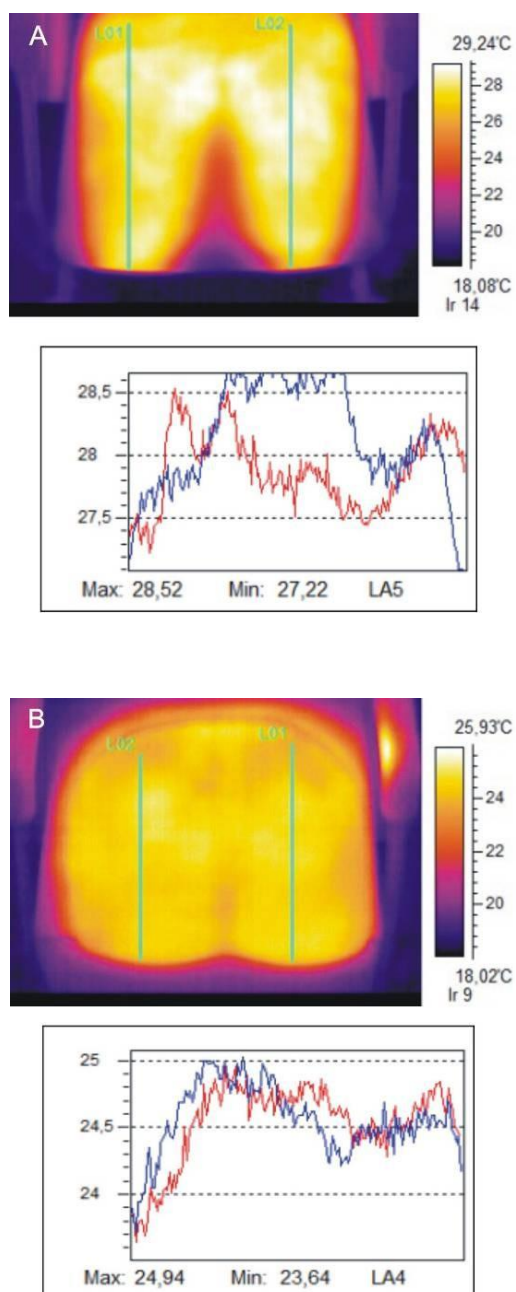 A
L01 L02
29,24°C
28
26
24
22
20
18,08°C
Ir 14
28,5
28
27,5
Max: 28,52 Min: 27,22 LA5
B
L02 L01
25,93°C
24
22
20
18,02°C
Ir 9
25
24,5
24
Max: 24,94 Min: 23,64 LA4